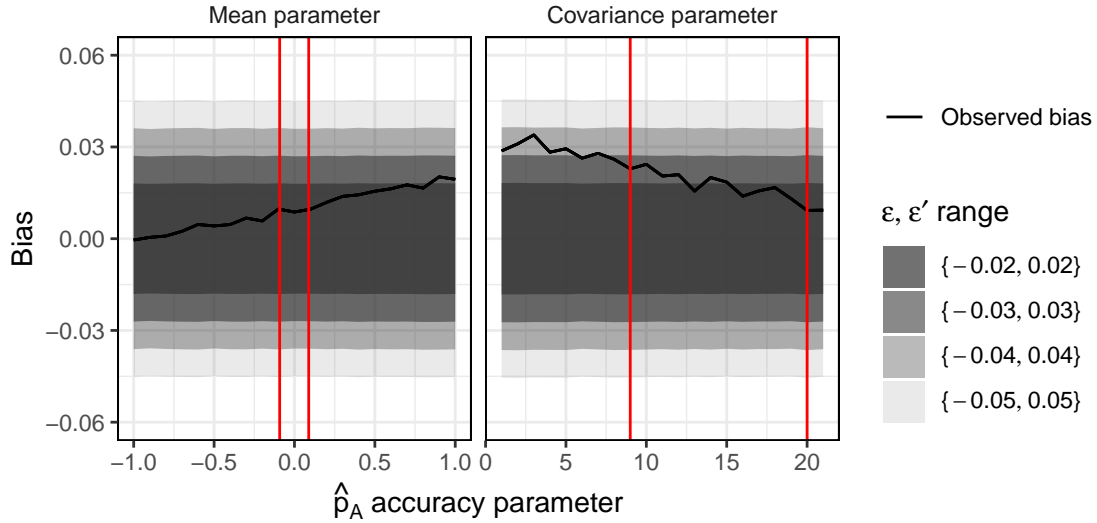 Mean parameter
Covariance parameter
0.06
0.03
0.00
−0.03
−0.06
Bias
−1.0 −0.5 0.0 0.5 1.0
0 5 10 15 20
p̂A accuracy parameter
Observed bias
ε, ε′ range
{−0.02, 0.02}
{−0.03, 0.03}
{−0.04, 0.04}
{−0.05, 0.05}